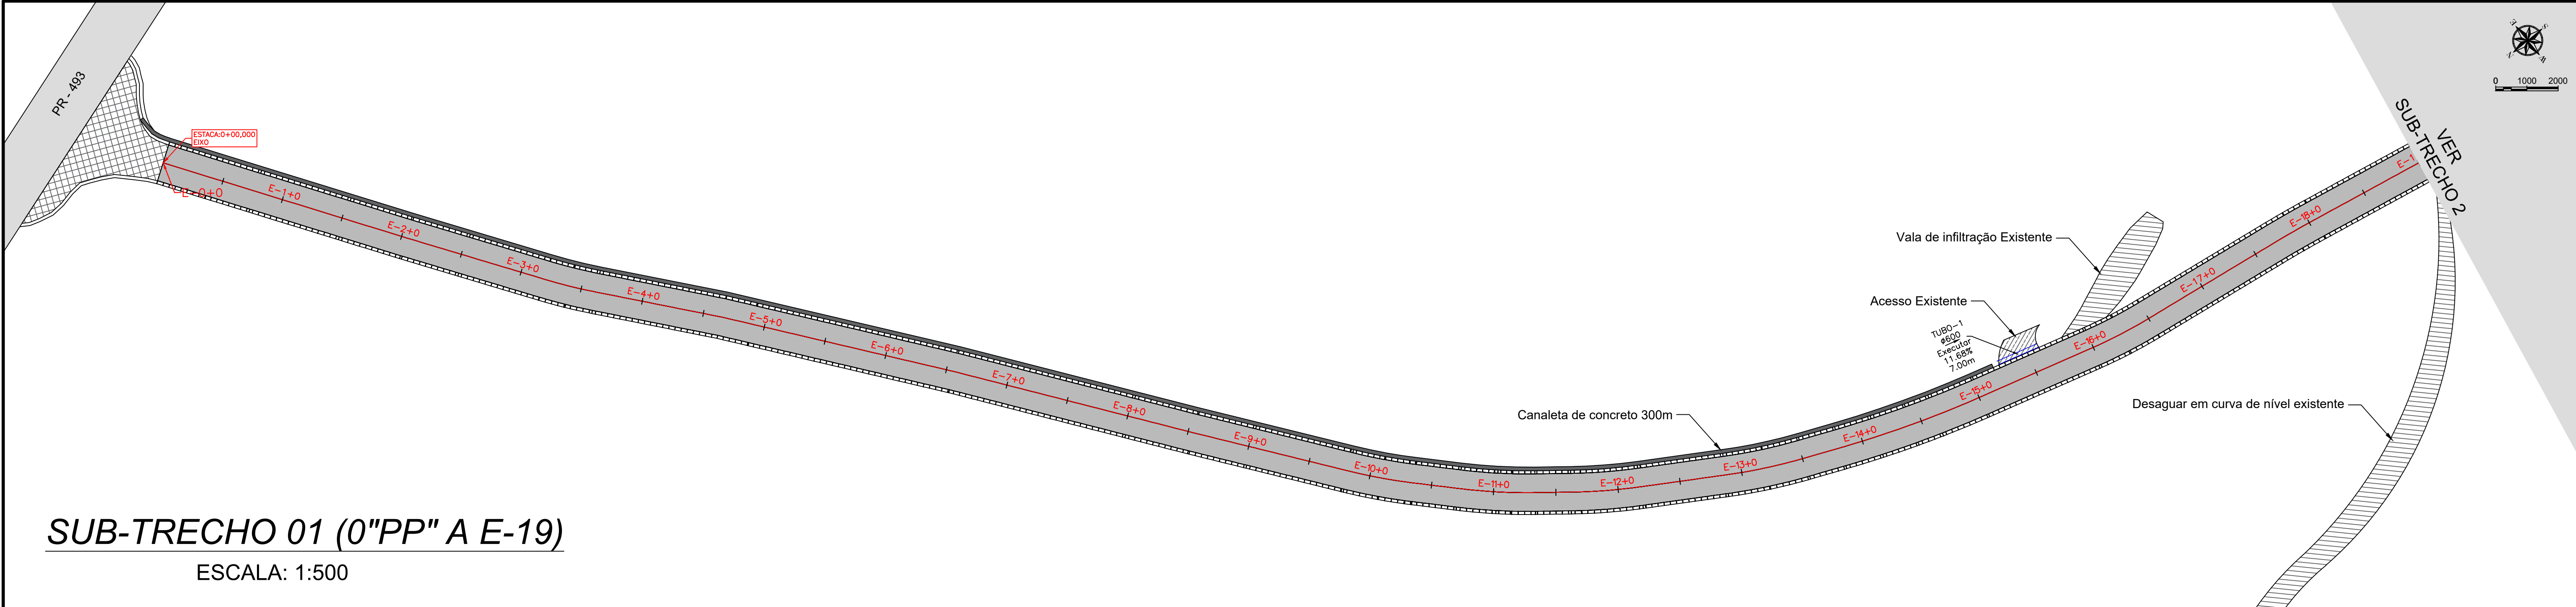 PR - 493
ESTACA:0+00,000
EIXO
E-0+0
E-1+0
E-2+0
E-3+0
E-4+0
E-5+0
E-6+0
E-7+0
E-8+0
E-9+0
E-10+0
E-11+0
E-12+0
E-13+0
E-14+0
E-15+0
E-16+0
E-17+0
E-18+0
E-1
Canaleta de concreto 300m
TUBO-1
ø600
Executar
11.68%
7.00m
Acesso Existente
Vala de infiltração Existente
Desaguar em curva de nível existente
VER
SUB-TRECHO 2
E
S
N
W
0 1000 2000
SUB-TRECHO 01 (0"PP" A E-19)
ESCALA: 1:500